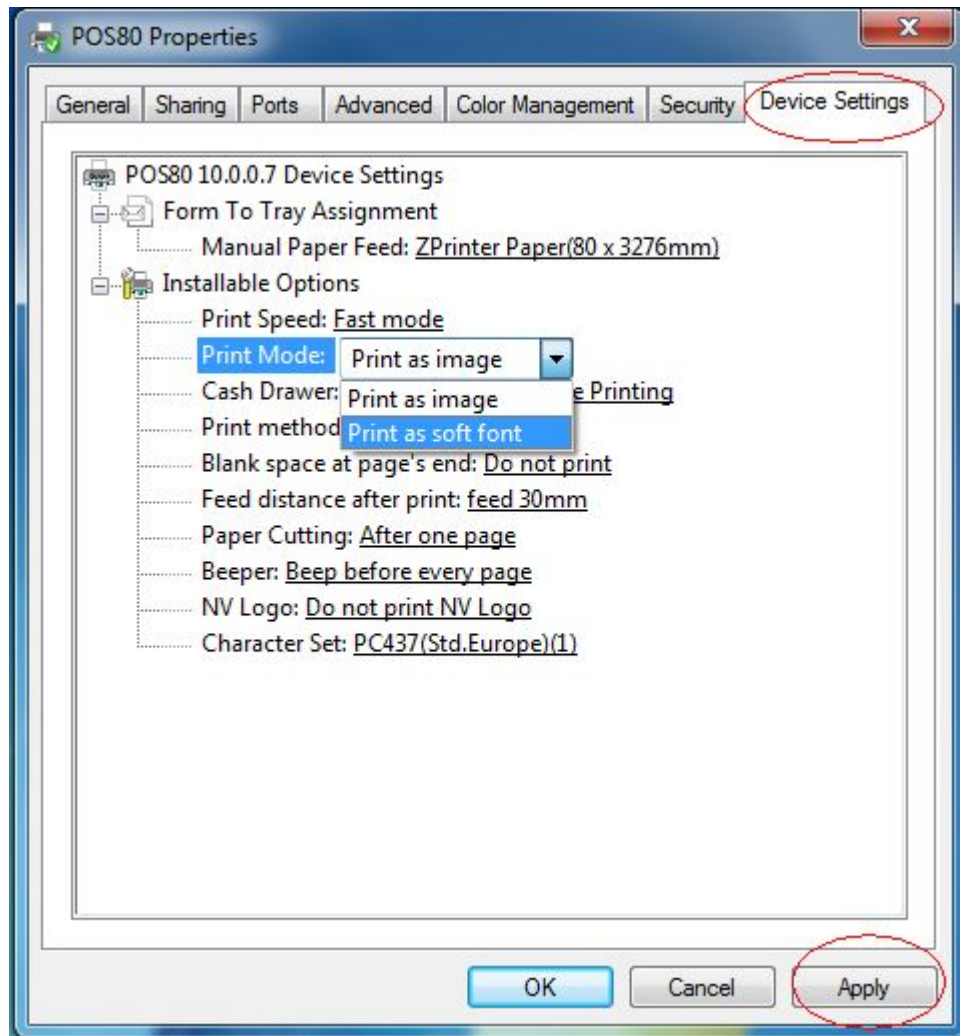 POS80 Properties
General Sharing Ports Advanced Color Management Security Device Settings
POS80 10.0.0.7 Device Settings
Form To Tray Assignment
Manual Paper Feed: ZPrinter Paper(80 x 3276mm)
Installable Options
Print Speed: Fast mode
Print Mode: Print as image
Cash Drawer: Print as image e Printing
Print method Print as soft font
Blank space at page's end: Do not print
Feed distance after print: feed 30mm
Paper Cutting: After one page
Beeper: Beep before every page
NV Logo: Do not print NV Logo
Character Set: PC437(Std.Europe)(1)
OK Cancel Apply